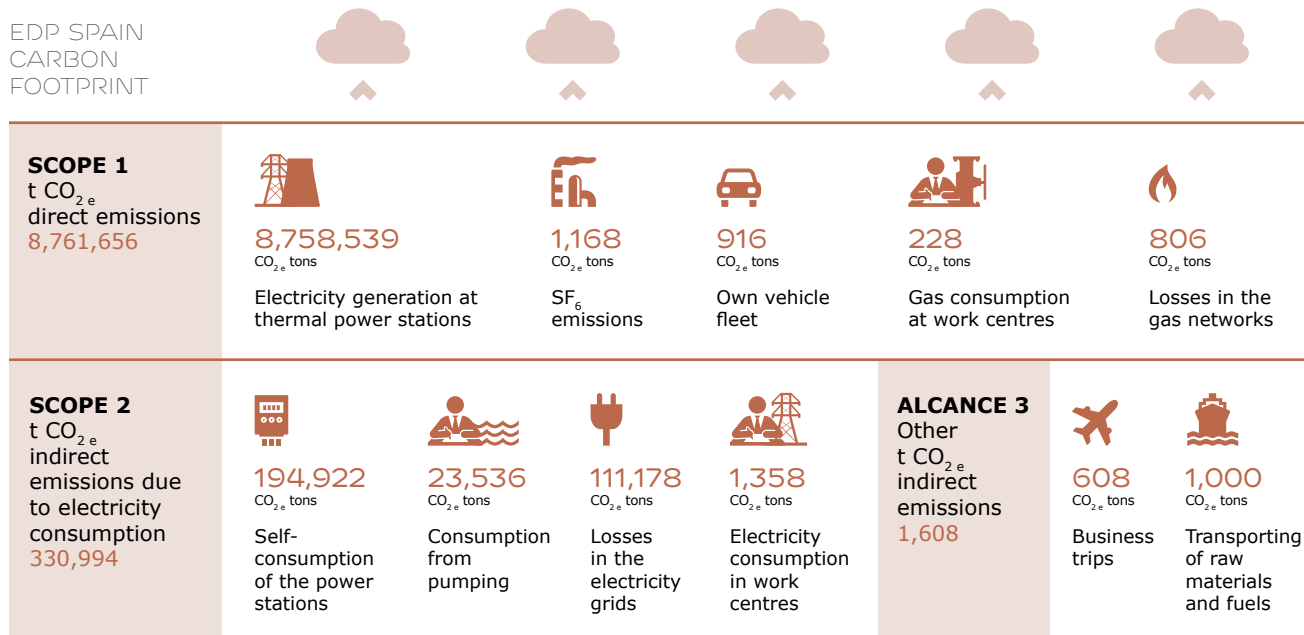 EDP SPAIN
CARBON
FOOTPRINT
SCOPE 1
t CO2 e
direct emissions
8,761,656
8,758,539
CO2 e tons
Electricity generation at
thermal power stations
1,168
CO2 e tons
SF6
emissions
916
CO2 e tons
Own vehicle
fleet
228
CO2 e tons
Gas consumption
at work centres
806
CO2 e tons
Losses in the
gas networks
SCOPE 2
t CO2 e
indirect
emissions due
to electricity
consumption
330,994
194,922
CO2 e tons
Self-
consumption
of the power
stations
23,536
CO2 e tons
Consumption
from
pumping
111,178
CO2 e tons
Losses
in the
electricity
grids
1,358
CO2 e tons
Electricity
consumption
in work
centres
ALCANCE 3
Other
t CO2 e
indirect
emissions
1,608
608
CO2 e tons
Business
trips
1,000
CO2 e tons
Transporting
of raw
materials
and fuels